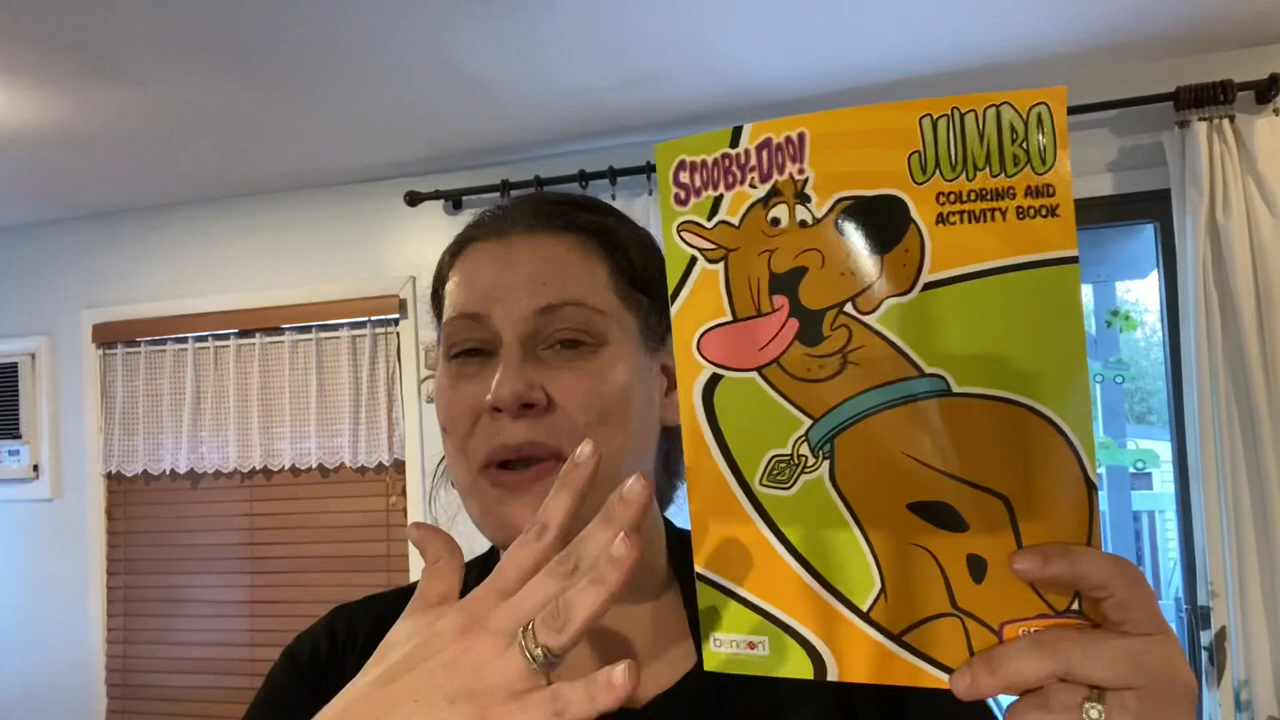 SCOOBY-DOO!
JUMBO
COLORING AND
ACTIVITY BOOK
bendon